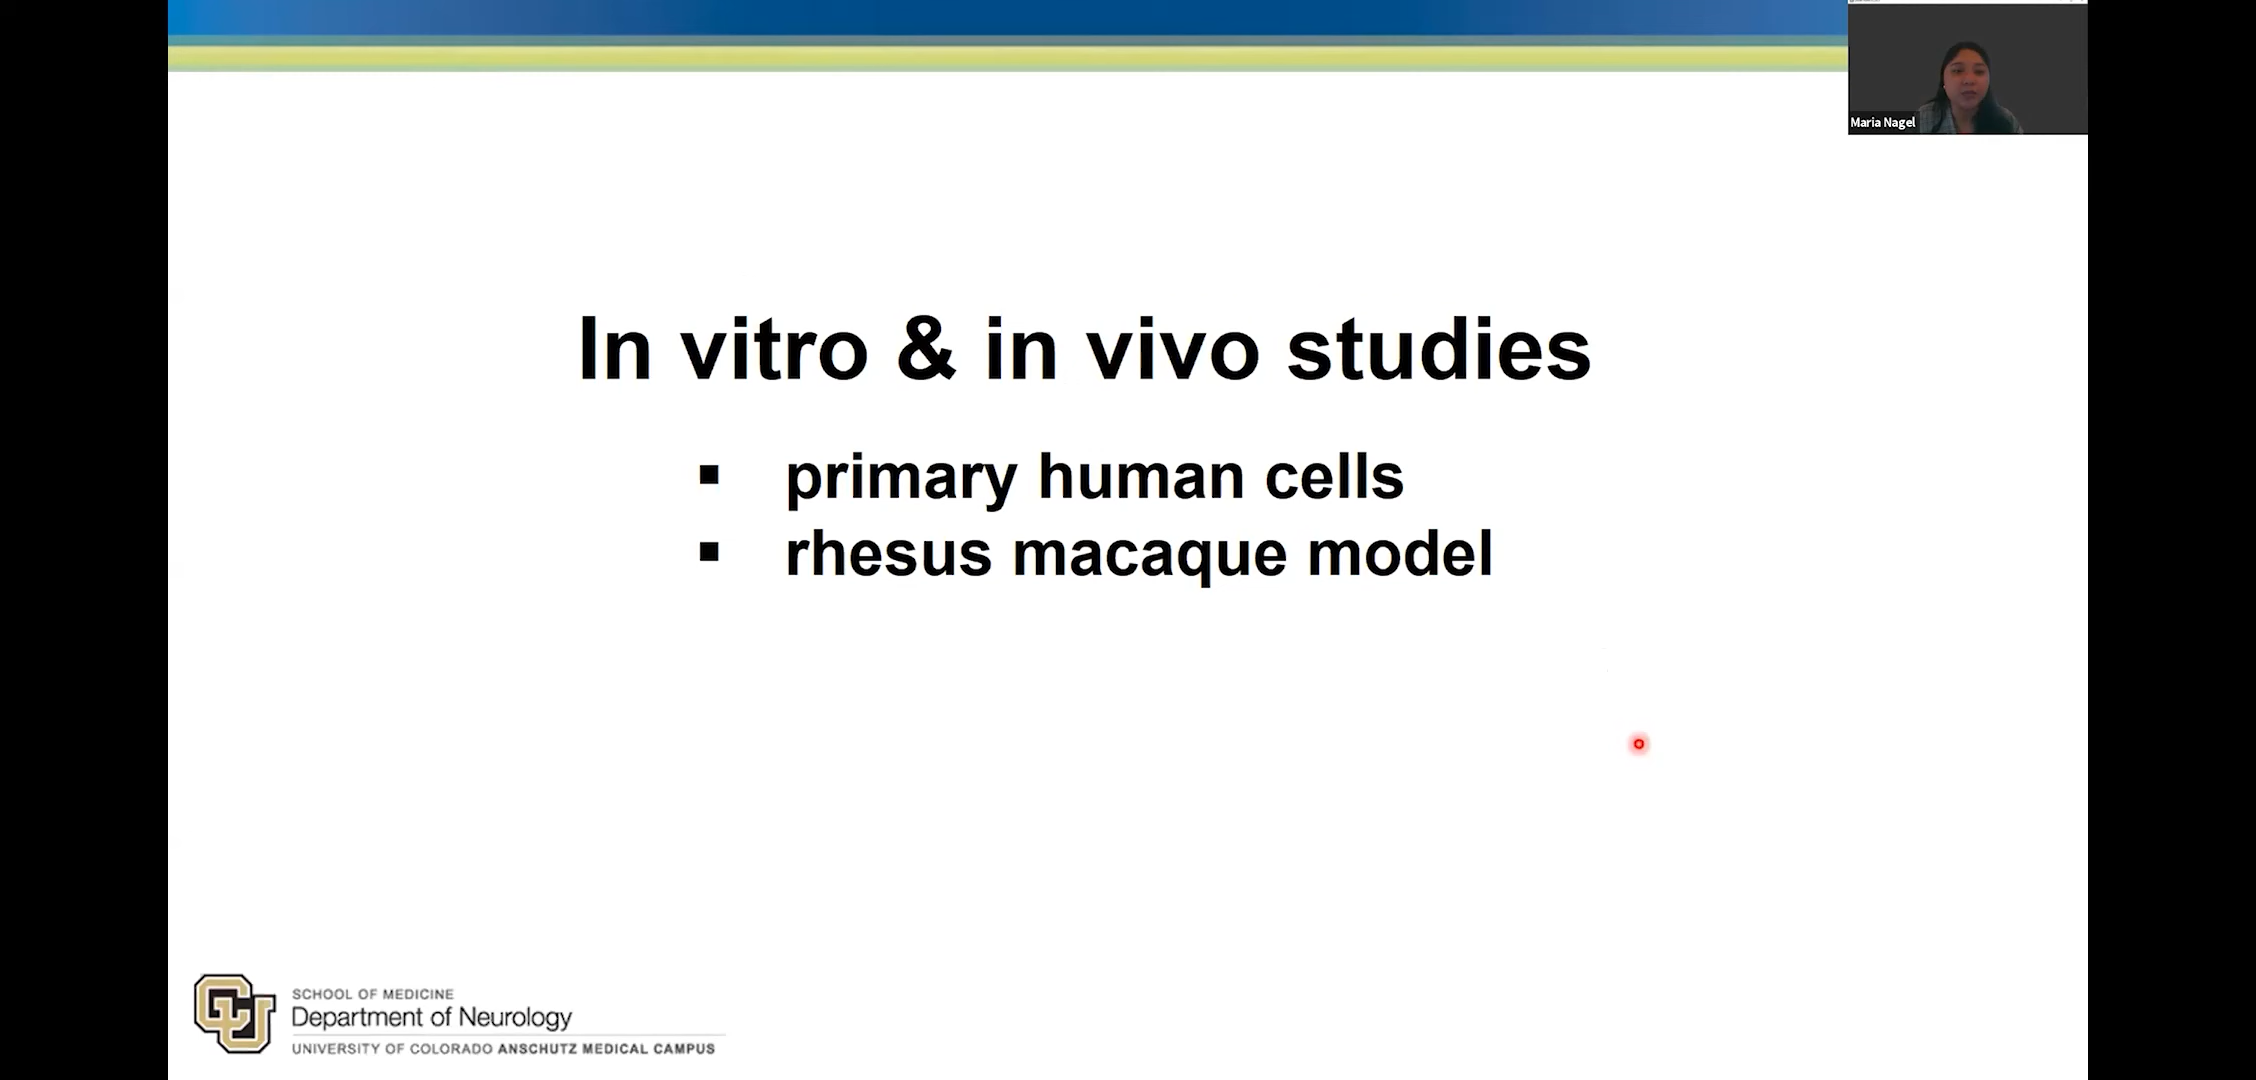 Maria Nagel
In vitro & in vivo studies
▪ primary human cells
▪ rhesus macaque model
SCHOOL OF MEDICINE
Department of Neurology
UNIVERSITY OF COLORADO ANSCHUTZ MEDICAL CAMPUS